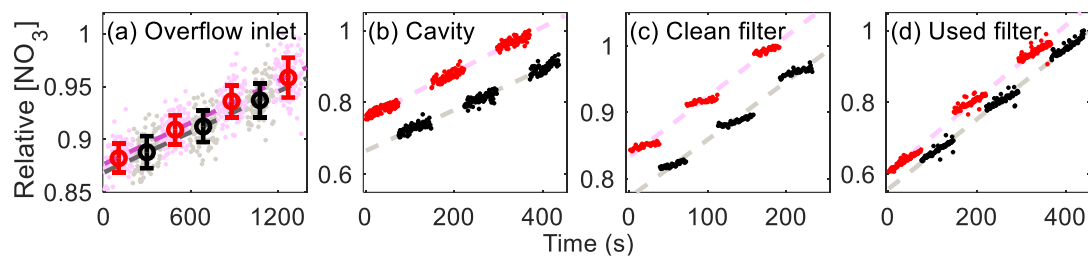 (a) Overflow inlet
(b) Cavity
(c) Clean filter
(d) Used filter
Relative [NO3]
1
0.95
0.9
0.85
0 600 1200
1
0.8
0.6
0 200 400
1
0.9
0.8
0 100 200
1
0.8
0.6
0 200 400
Time (s)